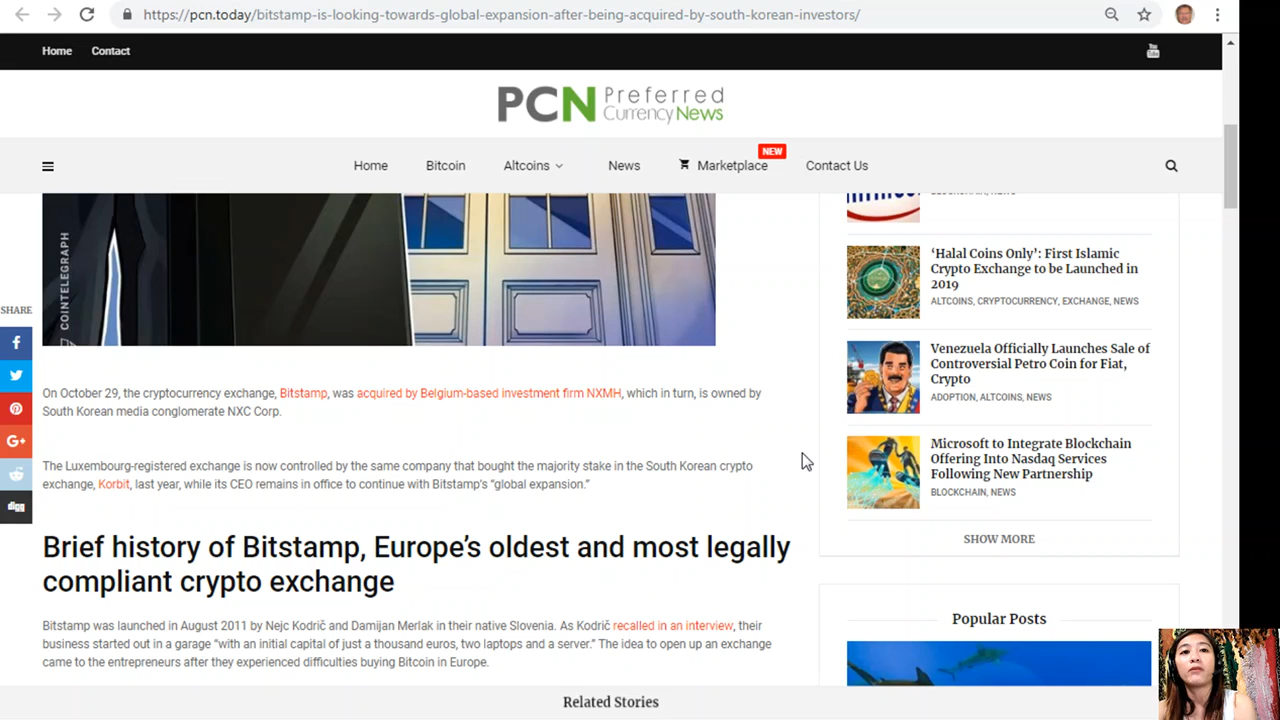 https://pcn.today/bitstamp-is-looking-towards-global-expansion-after-being-acquired-by-south-korean-investors/
Home Contact
You Tube
PCN Preferred Currency News
Home Bitcoin Altcoins News Marketplace NEW Contact Us
COINTELEGRAPH
SHARE
On October 29, the cryptocurrency exchange, Bitstamp, was acquired by Belgium-based investment firm NXMH, which in turn, is owned by
South Korean media conglomerate NXC Corp.
The Luxembourg-registered exchange is now controlled by the same company that bought the majority stake in the South Korean crypto
exchange, Korbit, last year, while its CEO remains in office to continue with Bitstamp's “global expansion.”
Brief history of Bitstamp, Europe's oldest and most legally
compliant crypto exchange
Bitstamp was launched in August 2011 by Nejc Kodrič and Damijan Merlak in their native Slovenia. As Kodrič recalled in an interview, their
business started out in a garage “with an initial capital of just a thousand euros, two laptops and a server.” The idea to open up an exchange
came to the entrepreneurs after they experienced difficulties buying Bitcoin in Europe.
f
G+
digg
‘Halal Coins Only’: First Islamic
Crypto Exchange to be Launched in
2019
ALTCOINS, CRYPTOCURRENCY, EXCHANGE, NEWS
Venezuela Officially Launches Sale of
Controversial Petro Coin for Fiat,
Crypto
ADOPTION, ALTCOINS, NEWS
Microsoft to Integrate Blockchain
Offering Into Nasdaq Services
Following New Partnership
BLOCKCHAIN, NEWS
SHOW MORE
Popular Posts
Related Stories